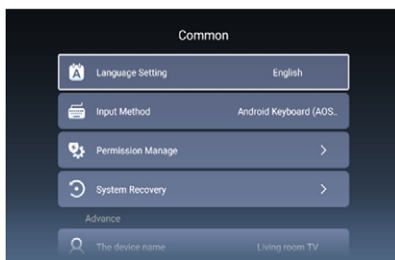 Common
Language Setting English
Input Method Android Keyboard (AOS..
Permission Manage >
System Recovery >
Advance
The device name Living room TV